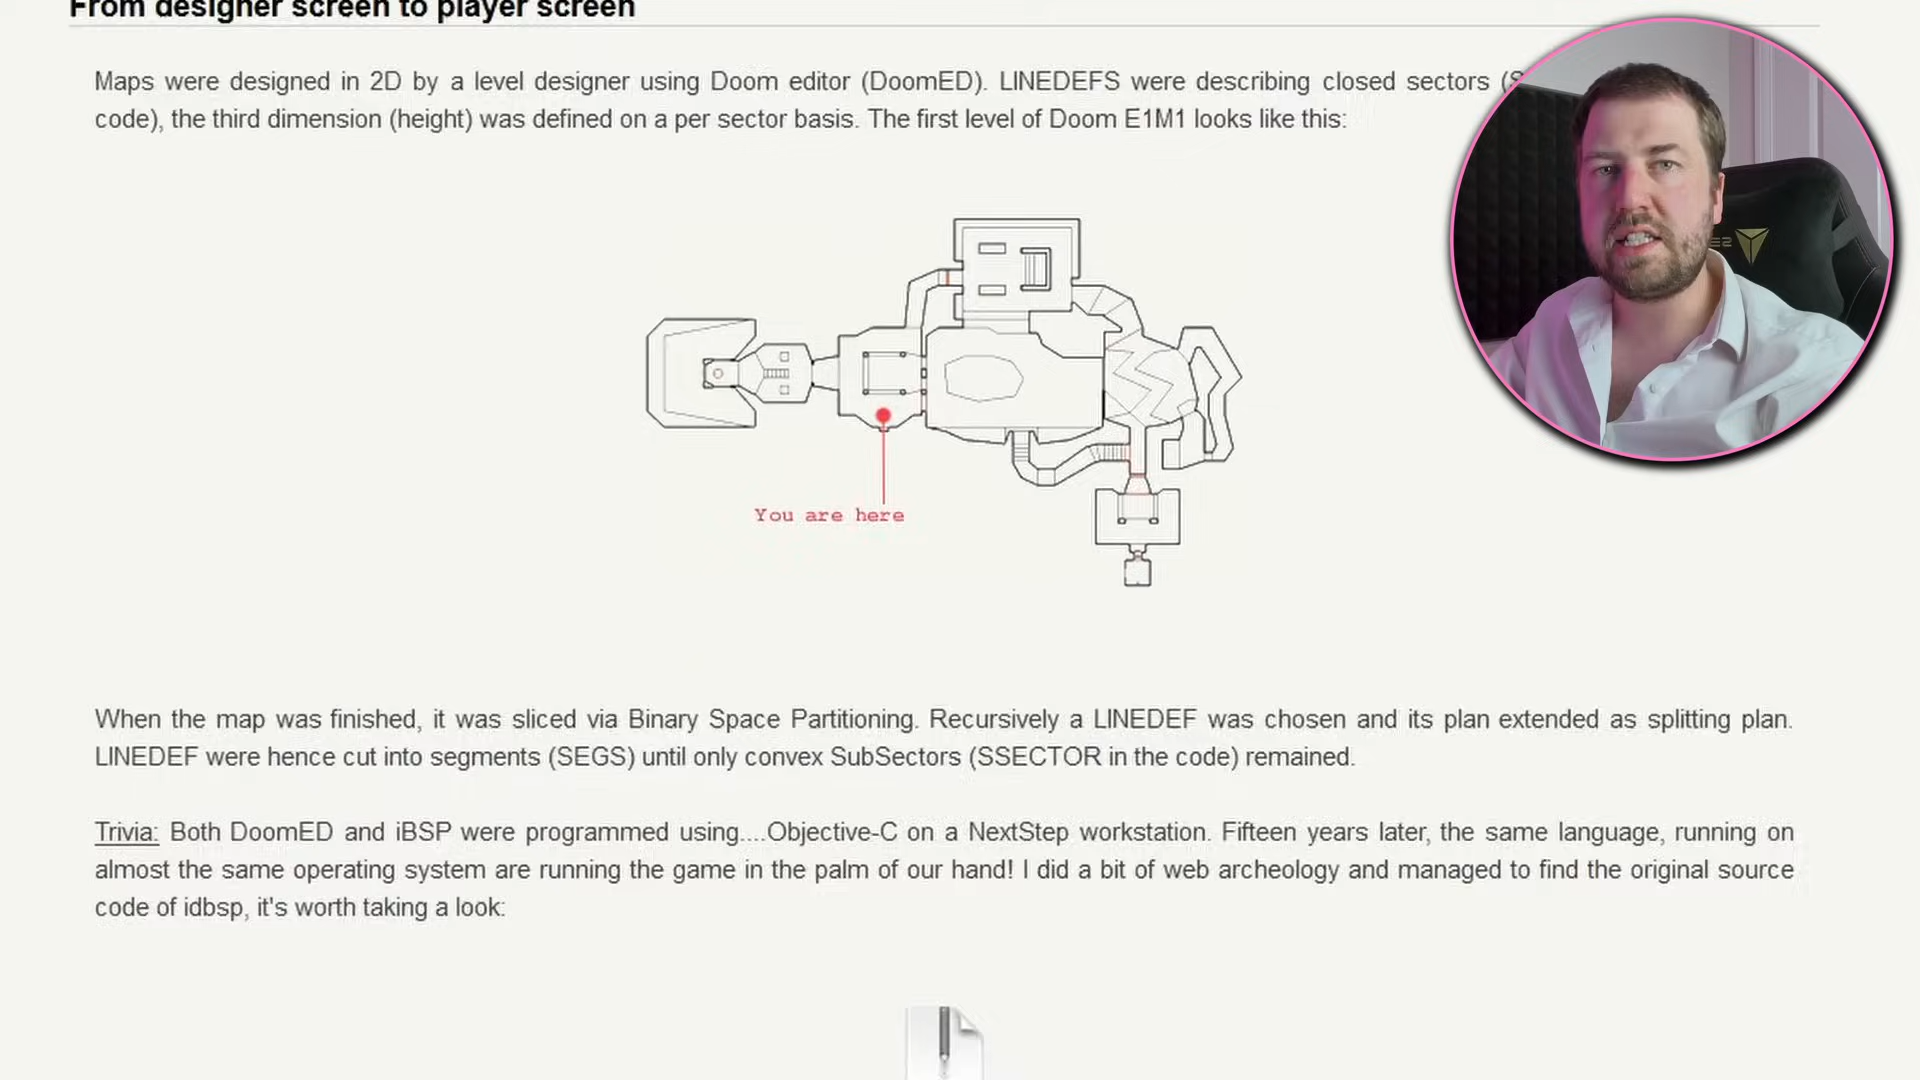 From designer screen to player screen
Maps were designed in 2D by a level designer using Doom editor (DoomED). LINEDEFS were describing closed sectors (S
code), the third dimension (height) was defined on a per sector basis. The first level of Doom E1M1 looks like this:
You are here
When the map was finished, it was sliced via Binary Space Partitioning. Recursively a LINEDEF was chosen and its plan extended as splitting plan.
LINEDEF were hence cut into segments (SEGS) until only convex SubSectors (SSECTOR in the code) remained.
Trivia: Both DoomED and iBSP were programmed using....Objective-C on a NextStep workstation. Fifteen years later, the same language, running on
almost the same operating system are running the game in the palm of our hand! I did a bit of web archeology and managed to find the original source
code of idbsp, it's worth taking a look: